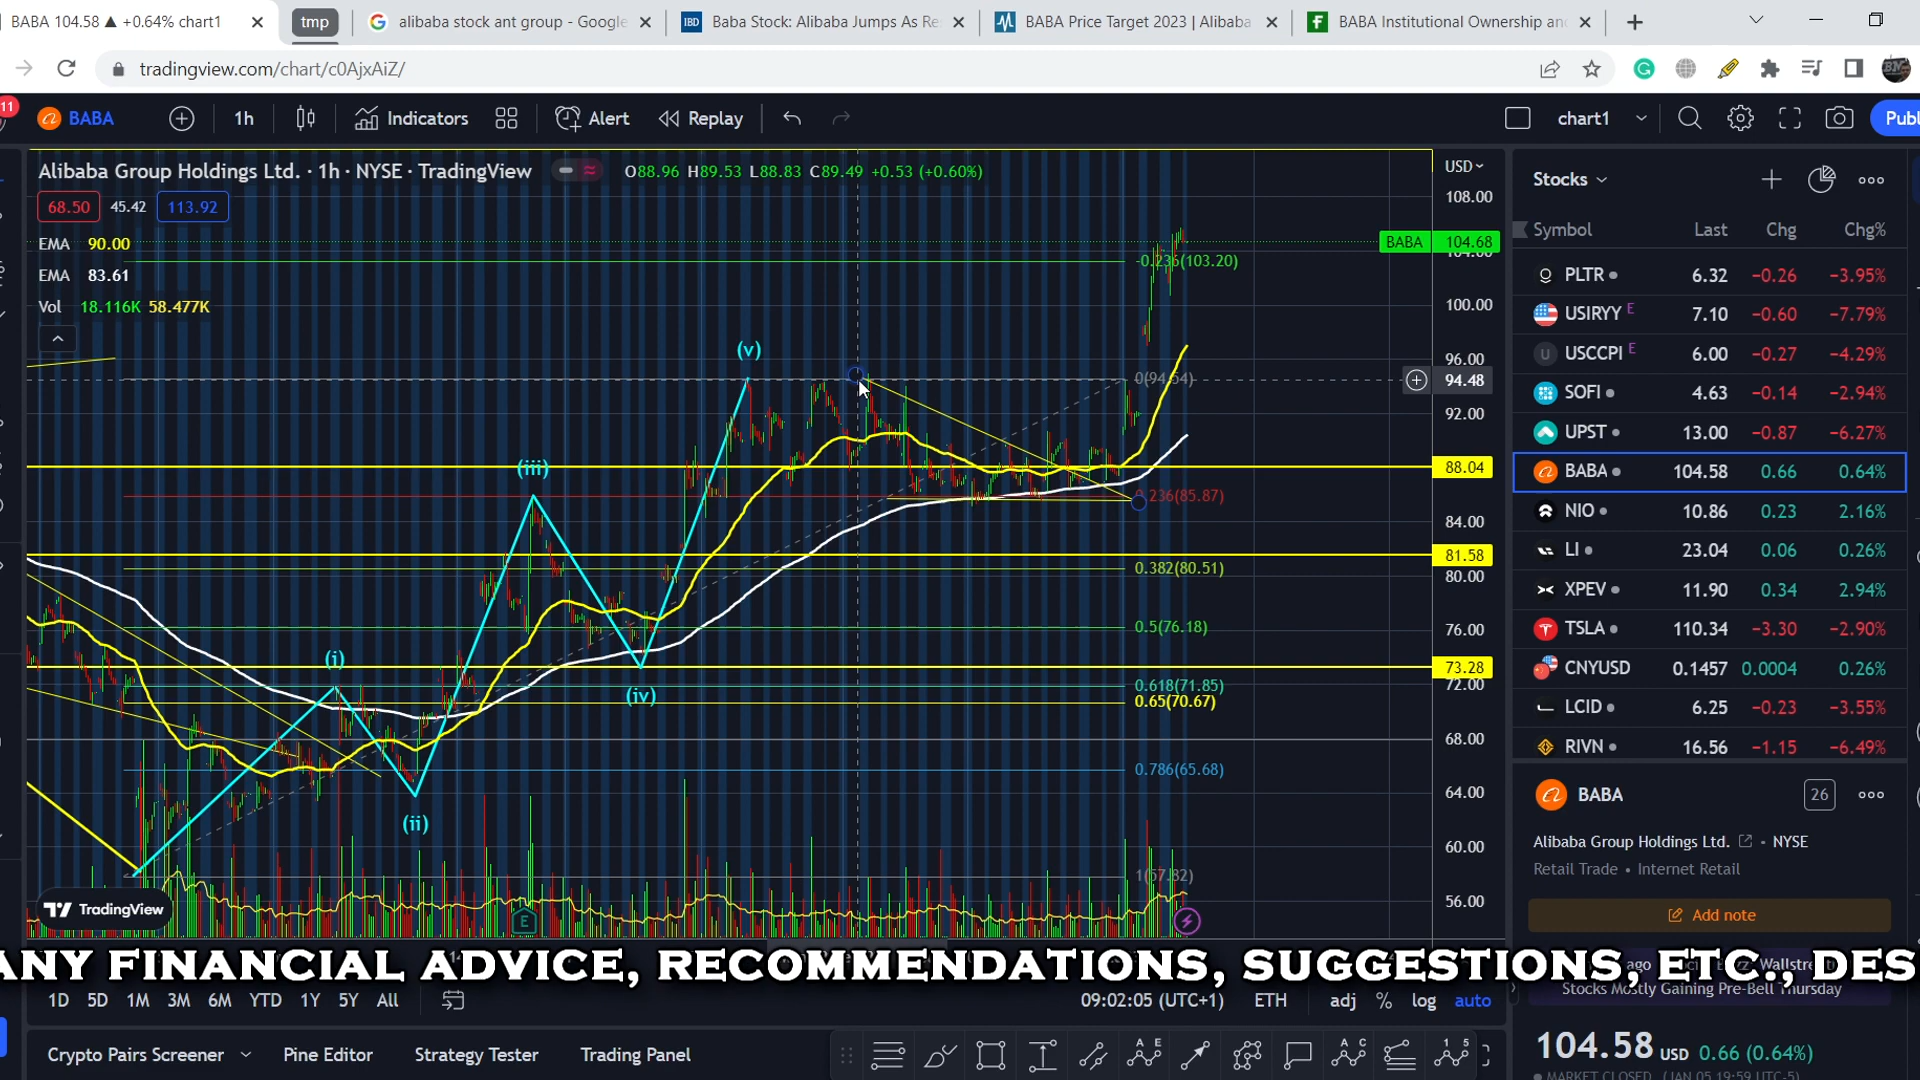 BABA 104.58 ▲ +0.64% chart1
tmp
alibaba stock ant group - Google
Baba Stock: Alibaba Jumps As Re
BABA Price Target 2023 | Alibaba
BABA Institutional Ownership and
tradingview.com/chart/c0AjxAiZ/
11
BABA
1h
Indicators
Alert
Replay
chart1
Publ
Alibaba Group Holdings Ltd. · 1h · NYSE · TradingView
O88.96 H89.53 L88.83 C89.49 +0.53 (+0.60%)
68.50 45.42 113.92
EMA 90.00
EMA 83.61
Vol 18.116K 58.477K
USD
108.00
BABA 104.68
104.00
-0.236(103.20)
100.00
96.00
0(94.54)
94.48
92.00
88.04
0.236(85.87)
84.00
81.58
0.382(80.51)
80.00
0.5(76.18)
76.00
73.28
0.618(71.85)
72.00
0.65(70.67)
68.00
0.786(65.68)
64.00
60.00
1(57.82)
56.00
(i)
(ii)
(iii)
(iv)
(v)
E
TradingView
Stocks
Symbol Last Chg Chg%
PLTR 6.32 −0.26 −3.95%
USIRYY E 7.10 −0.60 −7.79%
USCCPI E 6.00 −0.27 −4.29%
SOFI 4.63 −0.14 −2.94%
UPST 13.00 −0.87 −6.27%
BABA 104.58 0.66 0.64%
NIO 10.86 0.23 2.16%
LI 23.04 0.06 0.26%
XPEV 11.90 0.34 2.94%
TSLA 110.34 −3.30 −2.90%
CNYUSD 0.1457 0.0004 0.26%
LCID 6.25 −0.23 −3.55%
RIVN 16.56 −1.15 −6.49%
BABA 26
Alibaba Group Holdings Ltd. • NYSE
Retail Trade • Internet Retail
Add note
ANY FINANCIAL ADVICE, RECOMMENDATIONS, SUGGESTIONS, ETC., DES
ago
Stocks Mostly Gaining Pre-Bell Thursday
1D 5D 1M 3M 6M YTD 1Y 5Y All
09:02:05 (UTC+1) ETH adj % log auto
Crypto Pairs Screener Pine Editor Strategy Tester Trading Panel
104.58 USD 0.66 (0.64%)
MARKET CLOSED (JAN 05 19:59 UTC-5)